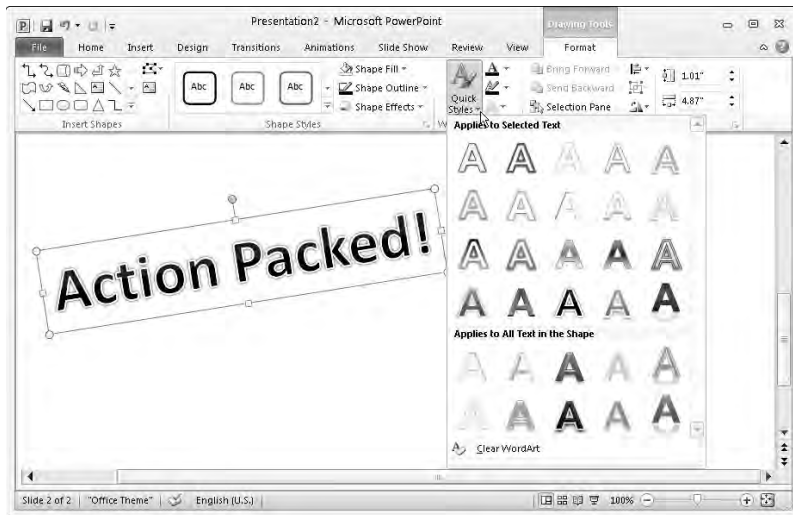 Presentation2 - Microsoft PowerPoint
Drawing Tools
File Home Insert Design Transitions Animations Slide Show Review View Format
Abc Abc Abc
Shape Fill
Shape Outline
Shape Effects
Quick Styles
Bring Forward
Send Backward
Selection Pane
1.01"
4.87"
Insert Shapes
Shape Styles
W
Applies to Selected Text
A A A A A
A A A A A
A A A A A
A A A A A
Applies to All Text in the Shape
A A A A A
A A A A A
Clear WordArt
Action Packed!
Slide 2 of 2 "Office Theme" English (U.S.) 100%